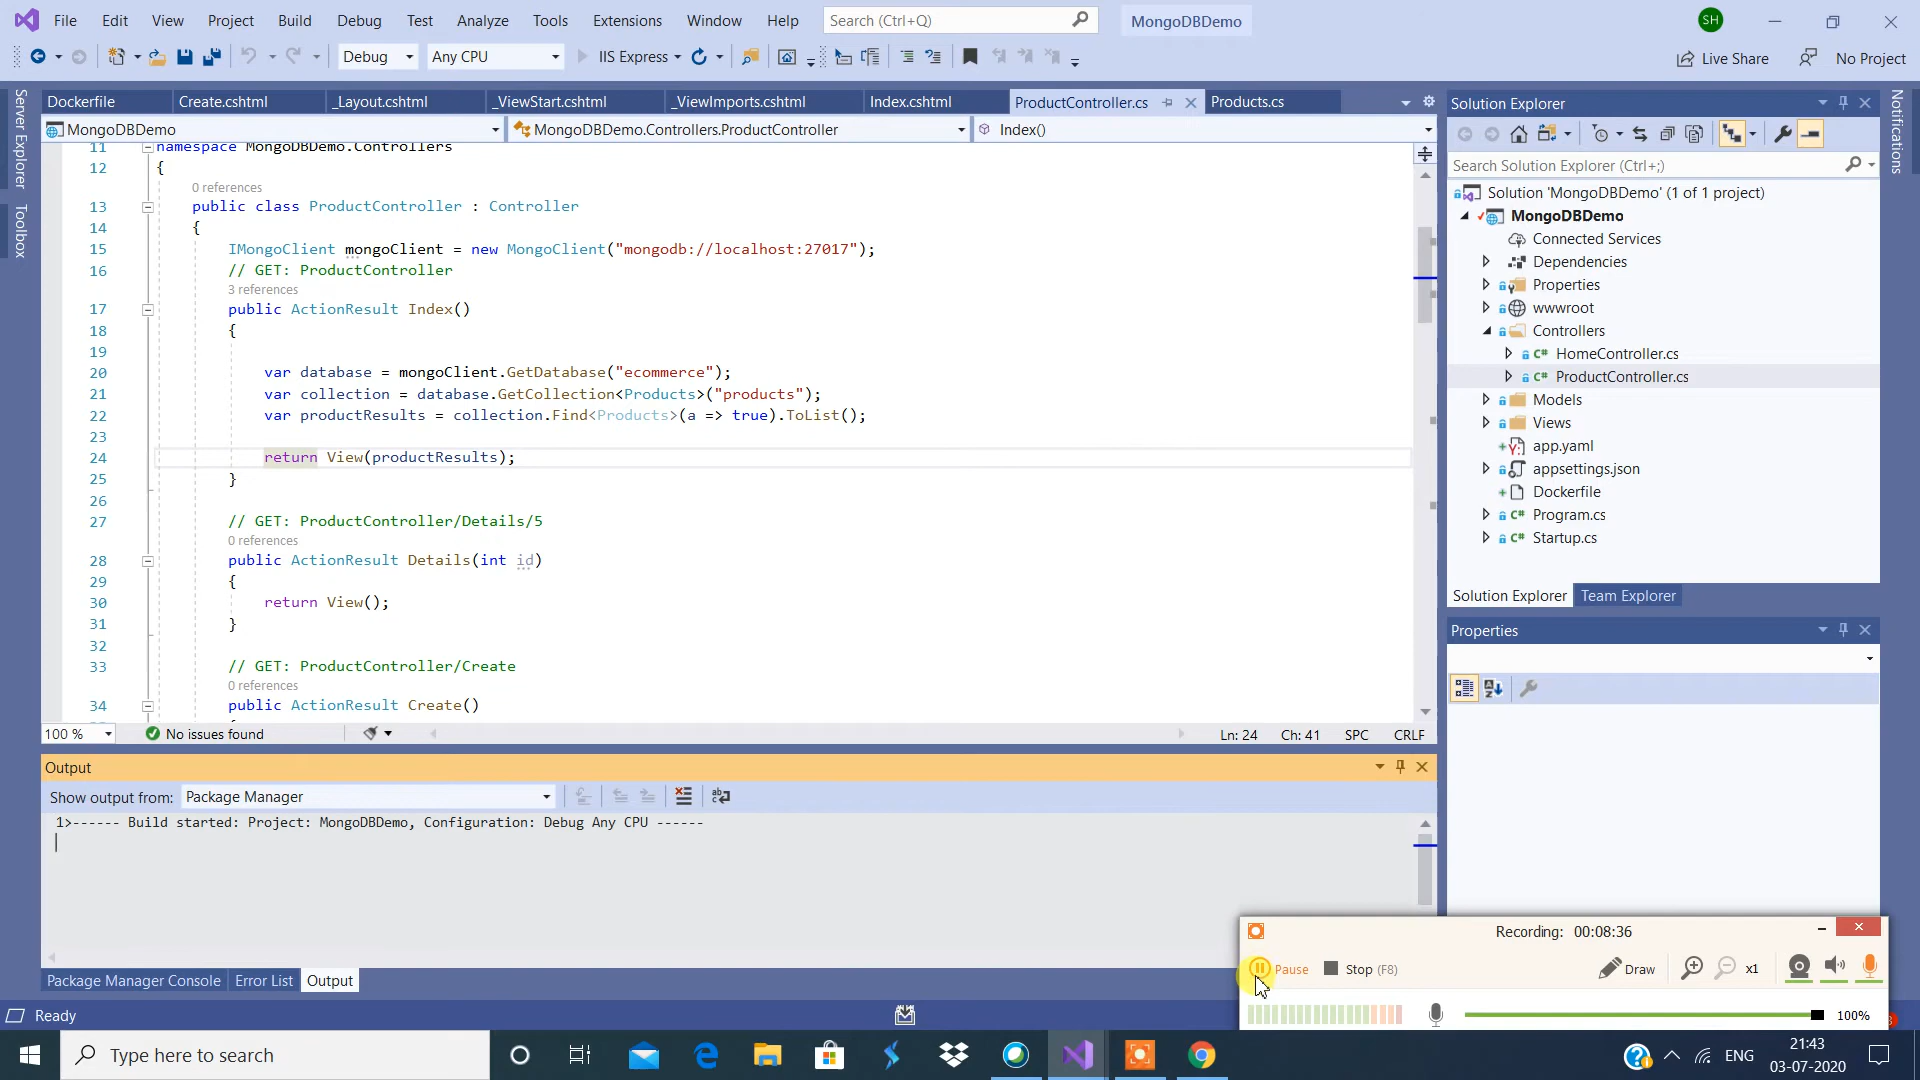 File Edit View Project Build Debug Test Analyze Tools Extensions Window Help Search (Ctrl+Q) MongoDBDemo SH
Debug Any CPU IIS Express Live Share No Project
Server Explorer
Toolbox
Notifications
Dockerfile Create.cshtml _Layout.cshtml _ViewStart.cshtml _ViewImports.cshtml Index.cshtml ProductController.cs Products.cs
MongoDBDemo MongoDBDemo.Controllers.ProductController Index()
11 namespace MongoDBDemo.Controllers
12 {
0 references
13 public class ProductController : Controller
14 {
15 IMongoClient mongoClient = new MongoClient("mongodb://localhost:27017");
16 // GET: ProductController
3 references
17 public ActionResult Index()
18 {
19
20 var database = mongoClient.GetDatabase("ecommerce");
21 var collection = database.GetCollection<Products>("products");
22 var productResults = collection.Find<Products>(a => true).ToList();
23
24 return View(productResults);
25 }
26
27 // GET: ProductController/Details/5
0 references
28 public ActionResult Details(int id)
29 {
30 return View();
31 }
32
33 // GET: ProductController/Create
0 references
34 public ActionResult Create()
100 % No issues found Ln: 24 Ch: 41 SPC CRLF
Output
Show output from: Package Manager
1>------ Build started: Project: MongoDBDemo, Configuration: Debug Any CPU ------
Package Manager Console Error List Output
Solution Explorer
Search Solution Explorer (Ctrl+;)
Solution 'MongoDBDemo' (1 of 1 project)
MongoDBDemo
Connected Services
Dependencies
Properties
wwwroot
Controllers
C# HomeController.cs
C# ProductController.cs
Models
Views
app.yaml
appsettings.json
Dockerfile
C# Program.cs
C# Startup.cs
Solution Explorer Team Explorer
Properties
Recording: 00:08:36
Pause Stop (F8) Draw x1
100%
Ready
Type here to search
ENG
21:43
03-07-2020